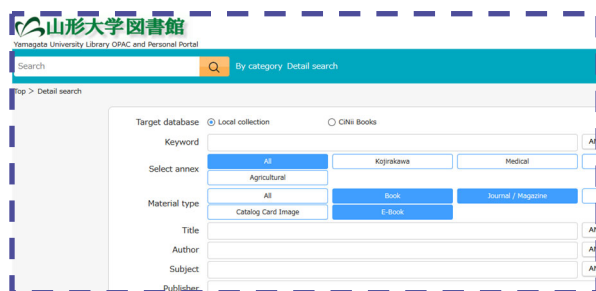 山形大学図書館
Yamagata University Library OPAC and Personal Portal
Search By category Detail search
Top > Detail search
Target database Local collection CiNii Books
Keyword
Select annex All Kojirakawa Medical
Agricultural
Material type All Book Journal / Magazine
Catalog Card Image E-Book
Title
Author
Subject
Publisher